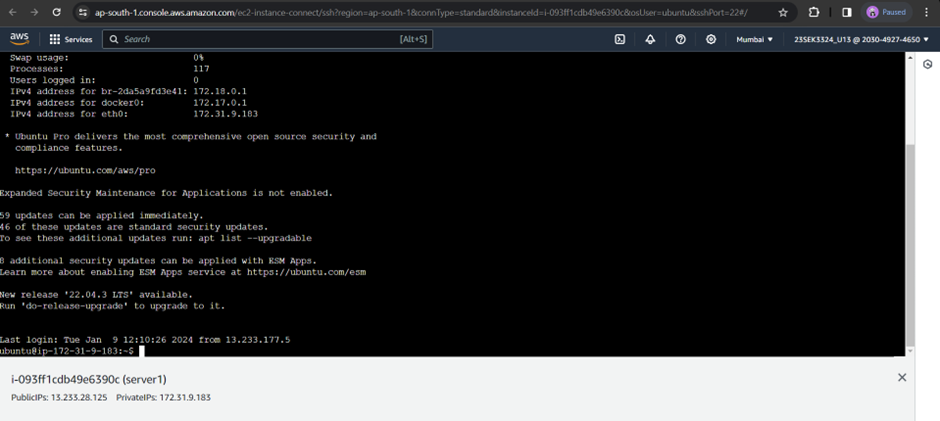 ap-south-1.console.aws.amazon.com/ec2-instance-connect/ssh?region=ap-south-1&connType=standard&instanceId=i-093ff1cdb49e6390c&osUser=ubuntu&sshPort=22#/
Paused
aws
Services
Search
[Alt+S]
Mumbai
23SEK3324_U13 @ 2030-4927-4650
Swap usage: 0%
Processes: 117
Users logged in: 0
IPv4 address for br-2da5a9fd3e41: 172.18.0.1
IPv4 address for docker0: 172.17.0.1
IPv4 address for eth0: 172.31.9.183
* Ubuntu Pro delivers the most comprehensive open source security and
compliance features.
https://ubuntu.com/aws/pro
Expanded Security Maintenance for Applications is not enabled.
59 updates can be applied immediately.
46 of these updates are standard security updates.
To see these additional updates run: apt list --upgradable
8 additional security updates can be applied with ESM Apps.
Learn more about enabling ESM Apps service at https://ubuntu.com/esm
New release '22.04.3 LTS' available.
Run 'do-release-upgrade' to upgrade to it.
Last login: Tue Jan 9 12:10:26 2024 from 13.233.177.5
ubuntu@ip-172-31-9-183:~$
i-093ff1cdb49e6390c (server1)
PublicIPs: 13.233.28.125 PrivateIPs: 172.31.9.183